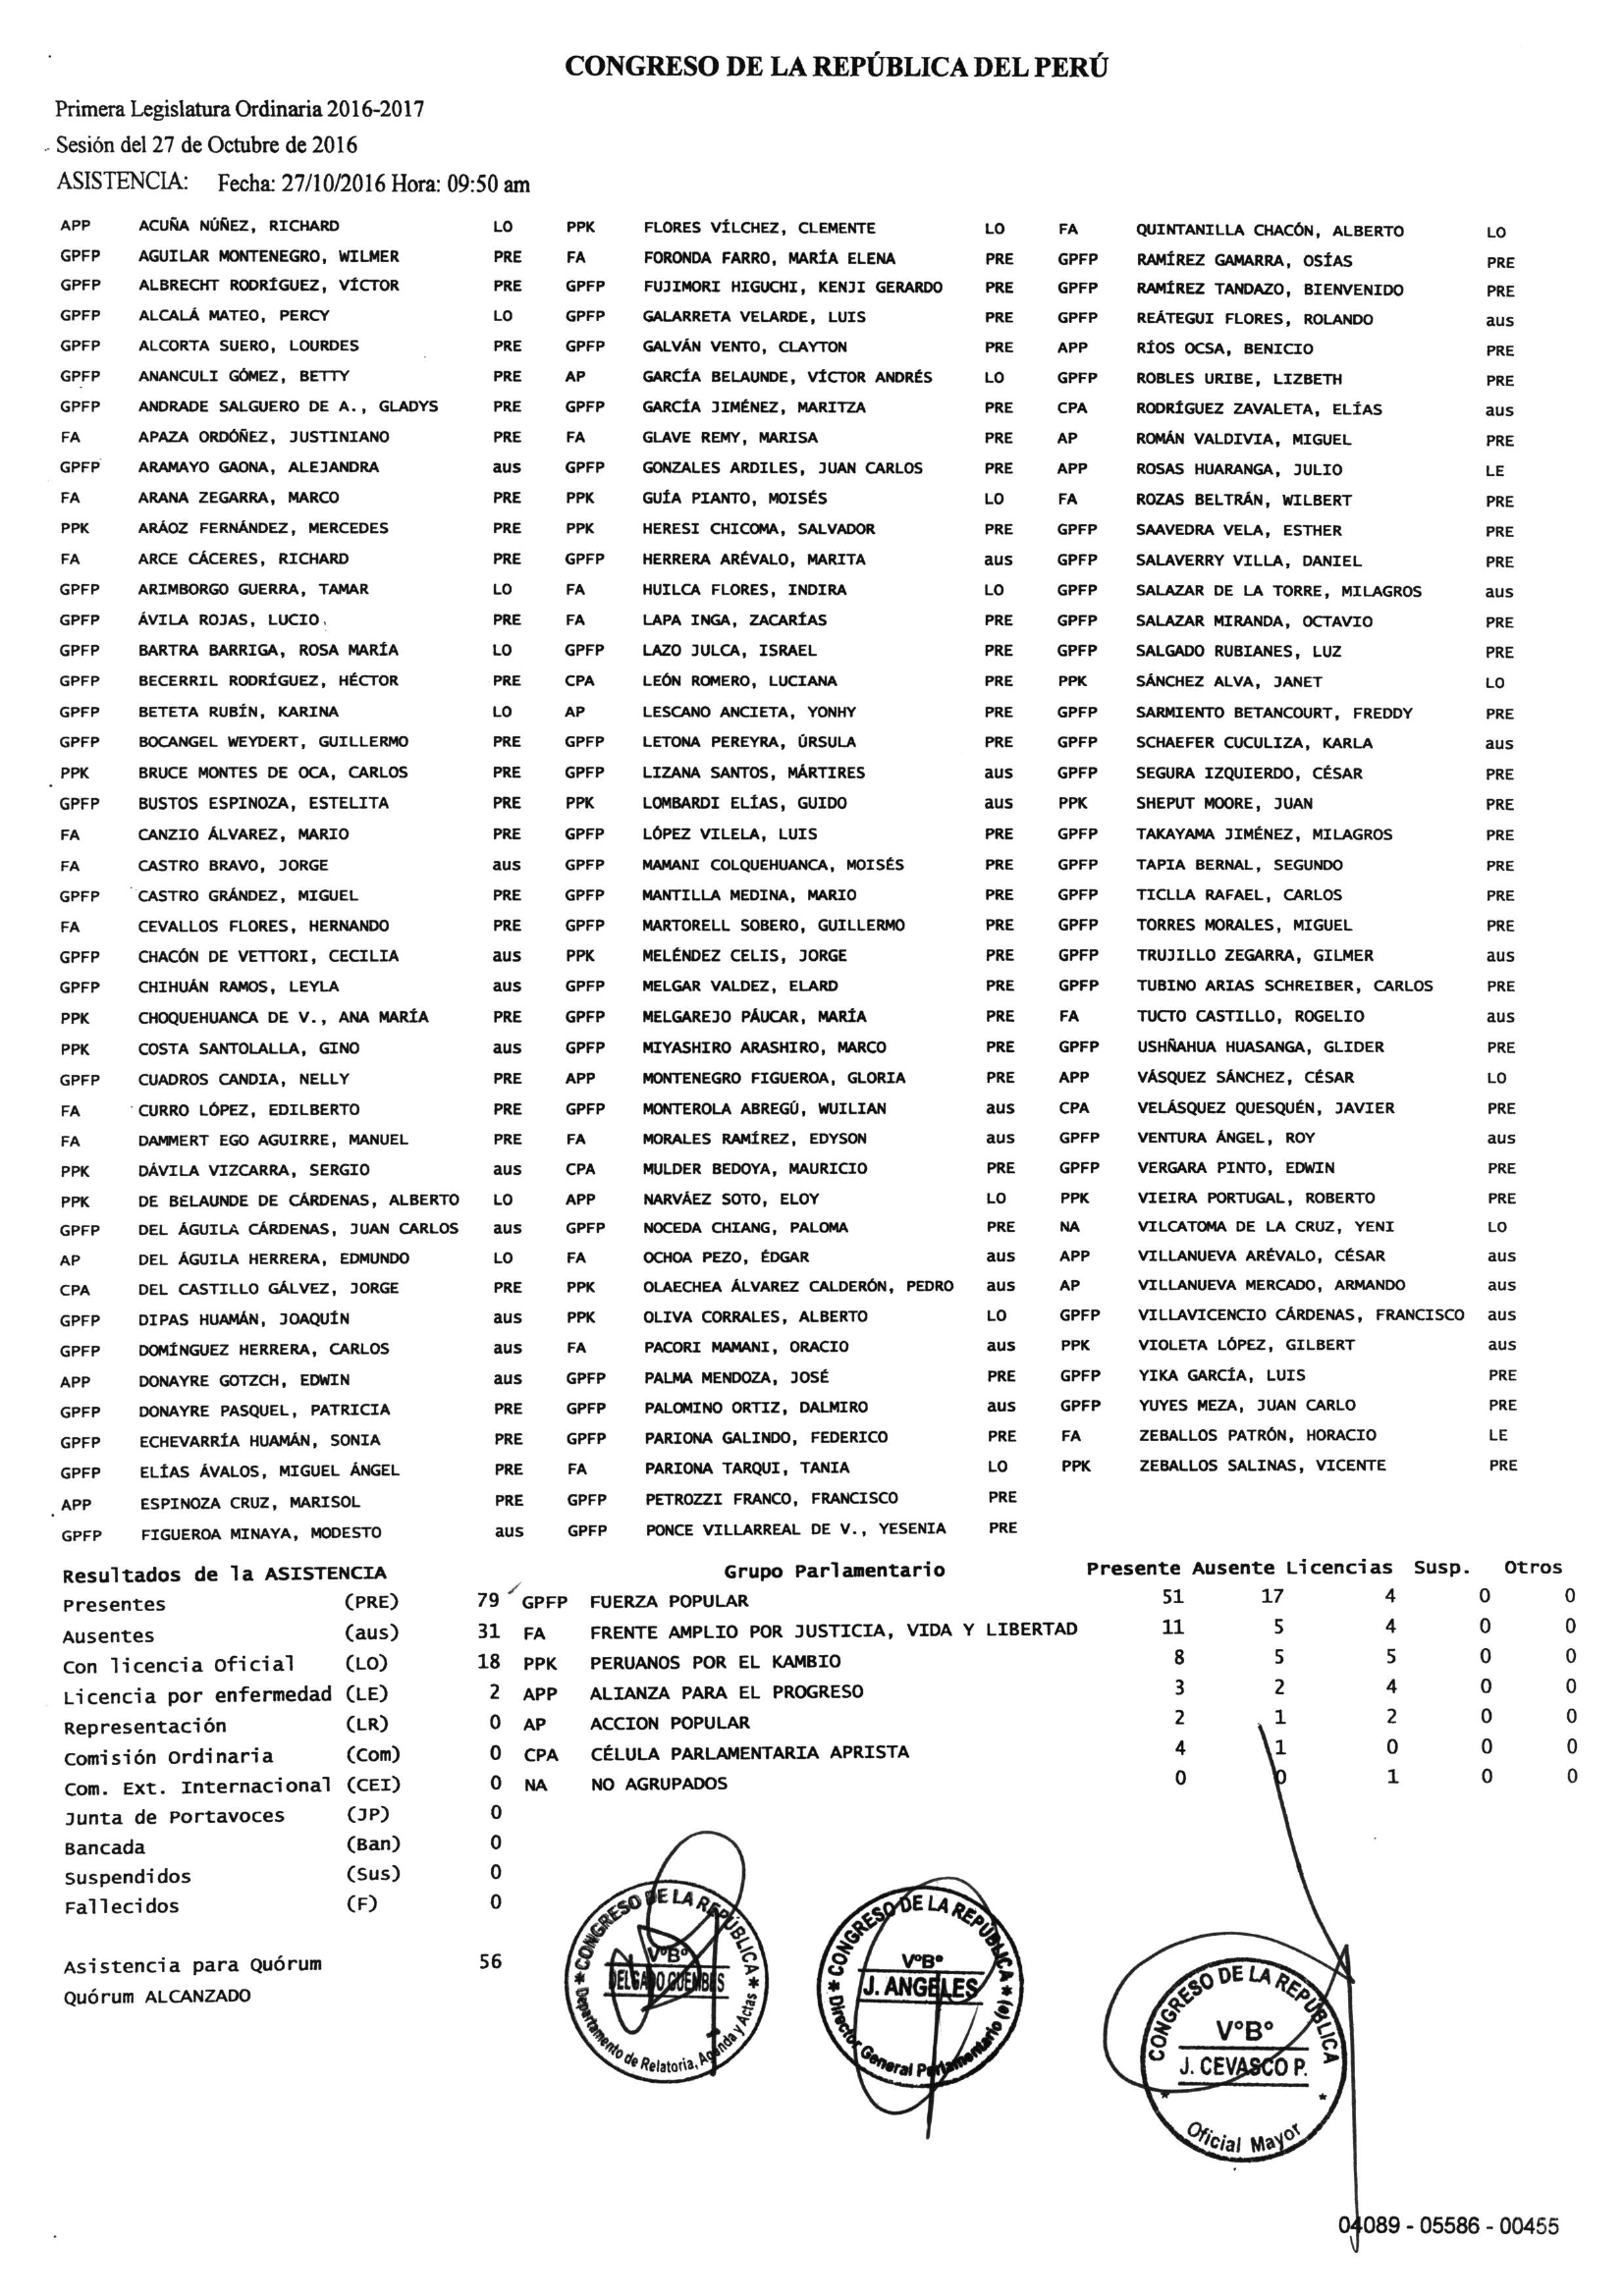 CONGRESO DE LA REPÚBLICA DEL PERÚ
Primera Legislatura Ordinaria 2016-2017
Sesión del 27 de Octubre de 2016
ASISTENCIA: Fecha: 27/10/2016 Hora: 09:50 am
APP ACUÑA NÚÑEZ, RICHARD LO PPK FLORES VÍLCHEZ, CLEMENTE LO FA QUINTANILLA CHACÓN, ALBERTO LO
GPFP AGUILAR MONTENEGRO, WILMER PRE FA FORONDA FARRO, MARÍA ELENA PRE GPFP RAMÍREZ GAMARRA, OSÍAS PRE
GPFP ALBRECHT RODRÍGUEZ, VÍCTOR PRE GPFP FUJIMORI HIGUCHI, KENJI GERARDO PRE GPFP RAMÍREZ TANDAZO, BIENVENIDO PRE
GPFP ALCALÁ MATEO, PERCY LO GPFP GALARRETA VELARDE, LUIS PRE GPFP REÁTEGUI FLORES, ROLANDO aus
GPFP ALCORTA SUERO, LOURDES PRE GPFP GALVÁN VENTO, CLAYTON PRE APP RÍOS OCSA, BENICIO PRE
GPFP ANANCULI GÓMEZ, BETTY PRE AP GARCÍA BELAUNDE, VÍCTOR ANDRÉS LO GPFP ROBLES URIBE, LIZBETH PRE
GPFP ANDRADE SALGUERO DE A., GLADYS PRE GPFP GARCÍA JIMÉNEZ, MARITZA PRE CPA RODRÍGUEZ ZAVALETA, ELÍAS aus
FA APAZA ORDÓÑEZ, JUSTINIANO PRE FA GLAVE REMY, MARISA PRE AP ROMÁN VALDIVIA, MIGUEL PRE
GPFP ARAMAYO GAONA, ALEJANDRA aus GPFP GONZALES ARDILES, JUAN CARLOS PRE APP ROSAS HUARANGA, JULIO LE
FA ARANA ZEGARRA, MARCO PRE PPK GUÍA PIANTO, MOISÉS LO FA ROZAS BELTRÁN, WILBERT PRE
PPK ARÁOZ FERNÁNDEZ, MERCEDES PRE PPK HERESI CHICOMA, SALVADOR PRE GPFP SAAVEDRA VELA, ESTHER PRE
FA ARCE CÁCERES, RICHARD PRE GPFP HERRERA ARÉVALO, MARITA aus GPFP SALAVERRY VILLA, DANIEL PRE
GPFP ARIMBORGO GUERRA, TAMAR LO FA HUILCA FLORES, INDIRA LO GPFP SALAZAR DE LA TORRE, MILAGROS aus
GPFP ÁVILA ROJAS, LUCIO PRE FA LAPA INGA, ZACARÍAS PRE GPFP SALAZAR MIRANDA, OCTAVIO PRE
GPFP BARTRA BARRIGA, ROSA MARÍA LO GPFP LAZO JULCA, ISRAEL PRE GPFP SALGADO RUBIANES, LUZ PRE
GPFP BECERRIL RODRÍGUEZ, HÉCTOR PRE CPA LEÓN ROMERO, LUCIANA PRE PPK SÁNCHEZ ALVA, JANET LO
GPFP BETETA RUBÍN, KARINA LO AP LESCANO ANCIETA, YONHY PRE GPFP SARMIENTO BETANCOURT, FREDDY PRE
GPFP BOCANGEL WEYDERT, GUILLERMO PRE GPFP LETONA PEREYRA, ÚRSULA PRE GPFP SCHAEFER CUCULIZA, KARLA aus
PPK BRUCE MONTES DE OCA, CARLOS PRE GPFP LIZANA SANTOS, MÁRTIRES aus GPFP SEGURA IZQUIERDO, CÉSAR PRE
GPFP BUSTOS ESPINOZA, ESTELITA PRE PPK LOMBARDI ELÍAS, GUIDO aus PPK SHEPUT MOORE, JUAN PRE
FA CANZIO ÁLVAREZ, MARIO PRE GPFP LÓPEZ VILELA, LUIS PRE GPFP TAKAYAMA JIMÉNEZ, MILAGROS PRE
FA CASTRO BRAVO, JORGE aus GPFP MAMANI COLQUEHUANCA, MOISÉS PRE GPFP TAPIA BERNAL, SEGUNDO PRE
GPFP CASTRO GRÁNDEZ, MIGUEL PRE GPFP MANTILLA MEDINA, MARIO PRE GPFP TICLLA RAFAEL, CARLOS PRE
FA CEVALLOS FLORES, HERNANDO PRE GPFP MARTORELL SOBERO, GUILLERMO PRE GPFP TORRES MORALES, MIGUEL PRE
GPFP CHACÓN DE VETTORI, CECILIA aus PPK MELÉNDEZ CELIS, JORGE PRE GPFP TRUJILLO ZEGARRA, GILMER aus
GPFP CHIHUÁN RAMOS, LEYLA aus GPFP MELGAR VALDEZ, ELARD PRE GPFP TUBINO ARIAS SCHREIBER, CARLOS PRE
PPK CHOQUEHUANCA DE V., ANA MARÍA PRE GPFP MELGAREJO PÁUCAR, MARÍA PRE FA TUCTO CASTILLO, ROGELIO aus
PPK COSTA SANTOLALLA, GINO aus GPFP MIYASHIRO ARASHIRO, MARCO PRE GPFP USHÑAHUA HUASANGA, GLIDER PRE
GPFP CUADROS CANDIA, NELLY PRE APP MONTENEGRO FIGUEROA, GLORIA PRE APP VÁSQUEZ SÁNCHEZ, CÉSAR LO
FA CURRO LÓPEZ, EDILBERTO PRE GPFP MONTEROLA ABREGÚ, WUILIAN aus CPA VELÁSQUEZ QUESQUÉN, JAVIER PRE
FA DAMMERT EGO AGUIRRE, MANUEL PRE FA MORALES RAMÍREZ, EDYSON aus GPFP VENTURA ÁNGEL, ROY aus
PPK DÁVILA VIZCARRA, SERGIO aus CPA MULDER BEDOYA, MAURICIO PRE GPFP VERGARA PINTO, EDWIN PRE
PPK DE BELAUNDE DE CÁRDENAS, ALBERTO LO APP NARVÁEZ SOTO, ELOY LO PPK VIEIRA PORTUGAL, ROBERTO PRE
GPFP DEL ÁGUILA CÁRDENAS, JUAN CARLOS aus GPFP NOCEDA CHIANG, PALOMA PRE NA VILCATOMA DE LA CRUZ, YENI LO
AP DEL ÁGUILA HERRERA, EDMUNDO LO FA OCHOA PEZO, ÉDGAR aus APP VILLANUEVA ARÉVALO, CÉSAR aus
CPA DEL CASTILLO GÁLVEZ, JORGE PRE PPK OLAECHEA ÁLVAREZ CALDERÓN, PEDRO aus AP VILLANUEVA MERCADO, ARMANDO aus
GPFP DIPAS HUAMÁN, JOAQUÍN aus PPK OLIVA CORRALES, ALBERTO LO GPFP VILLAVICENCIO CÁRDENAS, FRANCISCO aus
GPFP DOMÍNGUEZ HERRERA, CARLOS aus FA PACORI MAMANI, ORACIO aus PPK VIOLETA LÓPEZ, GILBERT aus
APP DONAYRE GOTZCH, EDWIN aus GPFP PALMA MENDOZA, JOSÉ PRE GPFP YIKA GARCÍA, LUIS PRE
GPFP DONAYRE PASQUEL, PATRICIA PRE GPFP PALOMINO ORTIZ, DALMIRO aus GPFP YUYES MEZA, JUAN CARLO PRE
GPFP ECHEVARRÍA HUAMÁN, SONIA PRE GPFP PARIONA GALINDO, FEDERICO PRE FA ZEBALLOS PATRÓN, HORACIO LE
GPFP ELÍAS ÁVALOS, MIGUEL ÁNGEL PRE FA PARIONA TARQUI, TANIA LO PPK ZEBALLOS SALINAS, VICENTE PRE
APP ESPINOZA CRUZ, MARISOL PRE GPFP PETROZZI FRANCO, FRANCISCO PRE
GPFP FIGUEROA MINAYA, MODESTO aus GPFP PONCE VILLARREAL DE V., YESENIA PRE
Resultados de la ASISTENCIA Grupo Parlamentario Presente Ausente Licencias Susp. Otros
Presentes (PRE) 79 GPFP FUERZA POPULAR 51 17 4 0 0
Ausentes (aus) 31 FA FRENTE AMPLIO POR JUSTICIA, VIDA Y LIBERTAD 11 5 4 0 0
Con licencia Oficial (LO) 18 PPK PERUANOS POR EL KAMBIO 8 5 5 0 0
Licencia por enfermedad (LE) 2 APP ALIANZA PARA EL PROGRESO 3 2 4 0 0
Representación (LR) 0 AP ACCION POPULAR 2 1 2 0 0
Comisión Ordinaria (Com) 0 CPA CÉLULA PARLAMENTARIA APRISTA 4 1 0 0 0
Com. Ext. Internacional (CEI) 0 NA NO AGRUPADOS 0 0 1 0 0
Junta de Portavoces (JP) 0
Bancada (Ban) 0
Suspendidos (Sus) 0
Fallecidos (F) 0
Asistencia para Quórum 56
Quórum ALCANZADO
CONGRESO DE LA REPÚBLICA
V°B°
DELGADO GUEMBES
Departamento de Relatoria, Agenda y Actas
CONGRESO DE LA REPÚBLICA
V°B°
J. ANGELES
Director General Parlamentario (e)
CONGRESO DE LA REPÚBLICA
V°B°
J. CEVASCO P.
Oficial Mayor
04089 - 05586 - 00455